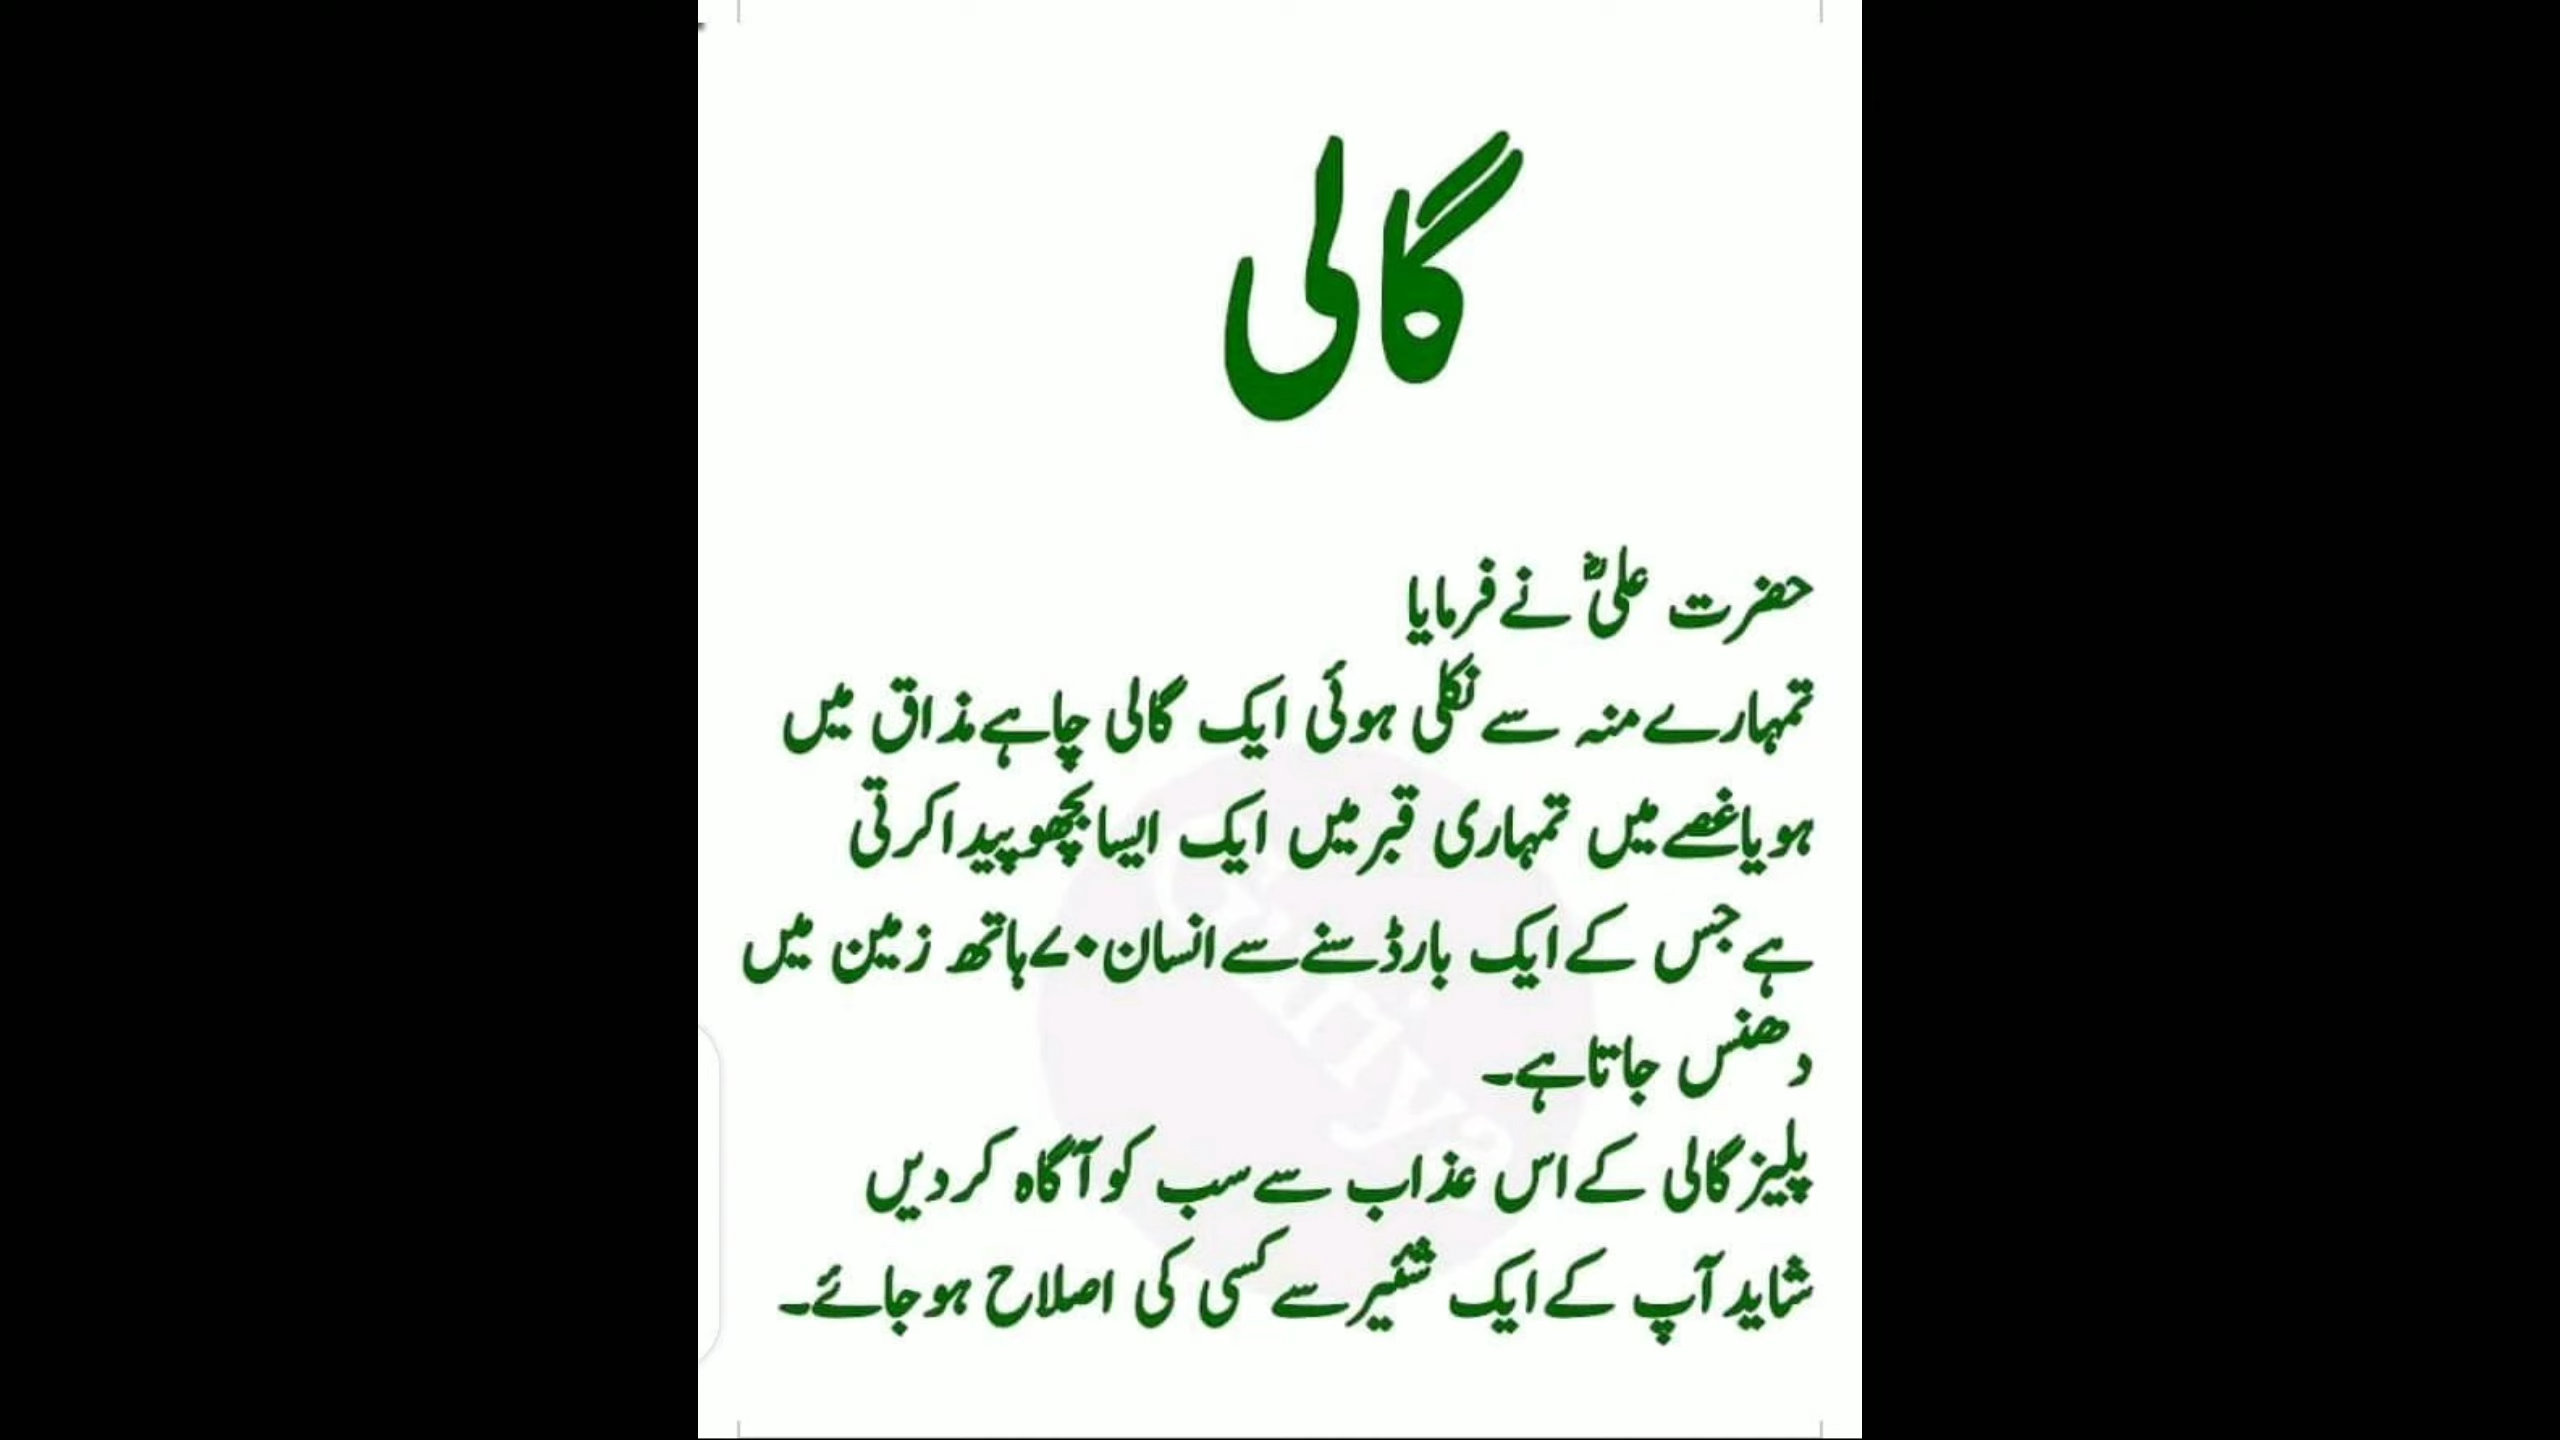 گالی
حضرت علیؓ نے فرمایا
تمہارے منہ سے نکلی ہوئی ایک گالی چاہے مذاق میں
ہو یا غصے میں تمہاری قبر میں ایک ایسا بچھو پیدا کرتی
ہے جس کے ایک بار ڈسنے سے انسان ۷۰ ہاتھ زمین میں
دھنس جاتا ہے۔
پلیز گالی کے اس عذاب سے سب کو آگاہ کر دیں
شاید آپ کے ایک شئیر سے کسی کی اصلاح ہو جائے۔